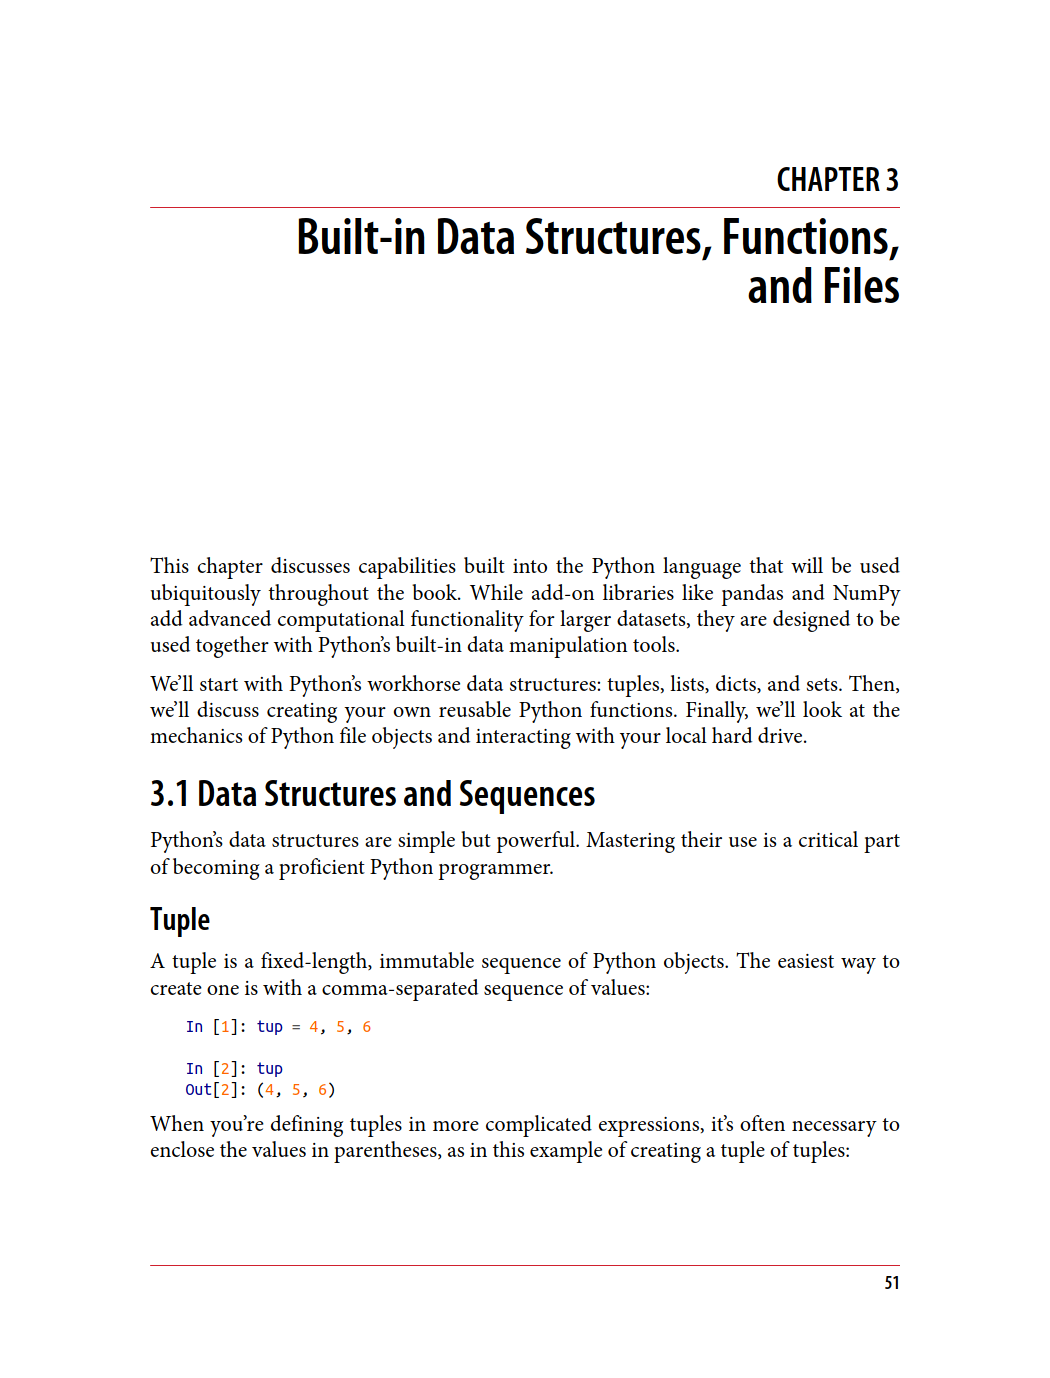 CHAPTER 3
Built-in Data Structures, Functions,
and Files
This chapter discusses capabilities built into the Python language that will be used
ubiquitously throughout the book. While add-on libraries like pandas and NumPy
add advanced computational functionality for larger datasets, they are designed to be
used together with Python’s built-in data manipulation tools.
We’ll start with Python’s workhorse data structures: tuples, lists, dicts, and sets. Then,
we’ll discuss creating your own reusable Python functions. Finally, we’ll look at the
mechanics of Python file objects and interacting with your local hard drive.
3.1 Data Structures and Sequences
Python’s data structures are simple but powerful. Mastering their use is a critical part
of becoming a proficient Python programmer.
Tuple
A tuple is a fixed-length, immutable sequence of Python objects. The easiest way to
create one is with a comma-separated sequence of values:
In [1]: tup = 4, 5, 6
In [2]: tup
Out[2]: (4, 5, 6)
When you’re defining tuples in more complicated expressions, it’s often necessary to
enclose the values in parentheses, as in this example of creating a tuple of tuples:
51